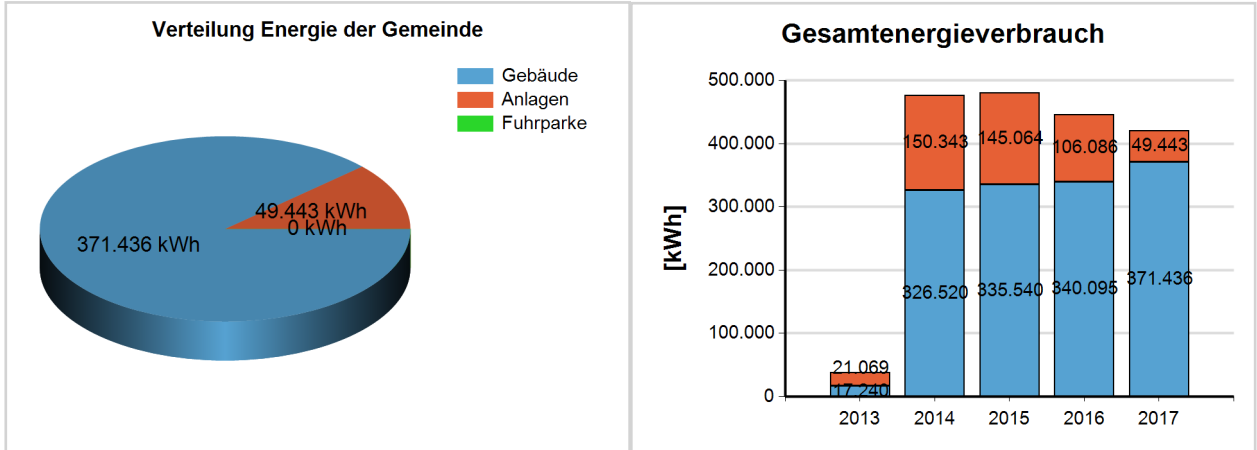 Verteilung Energie der Gemeinde
Gebäude
Anlagen
Fuhrparke
49.443 kWh
0 kWh
371.436 kWh
Gesamtenergieverbrauch
[kWh]
500.000
400.000
300.000
200.000
100.000
0
150.343
145.064
106.086
49.443
326.520
335.540
340.095
371.436
21.069
17.240
2013
2014
2015
2016
2017